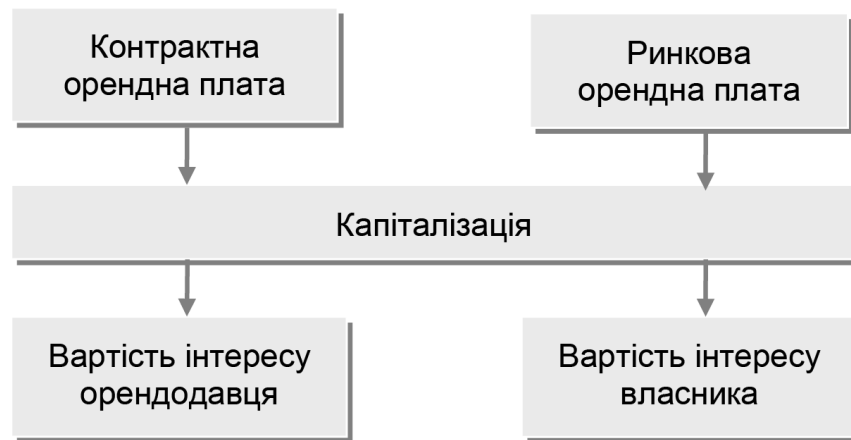 Контрактна
орендна плата
Ринкова
орендна плата
Капіталізація
Вартість інтересу
орендодавця
Вартість інтересу
власника